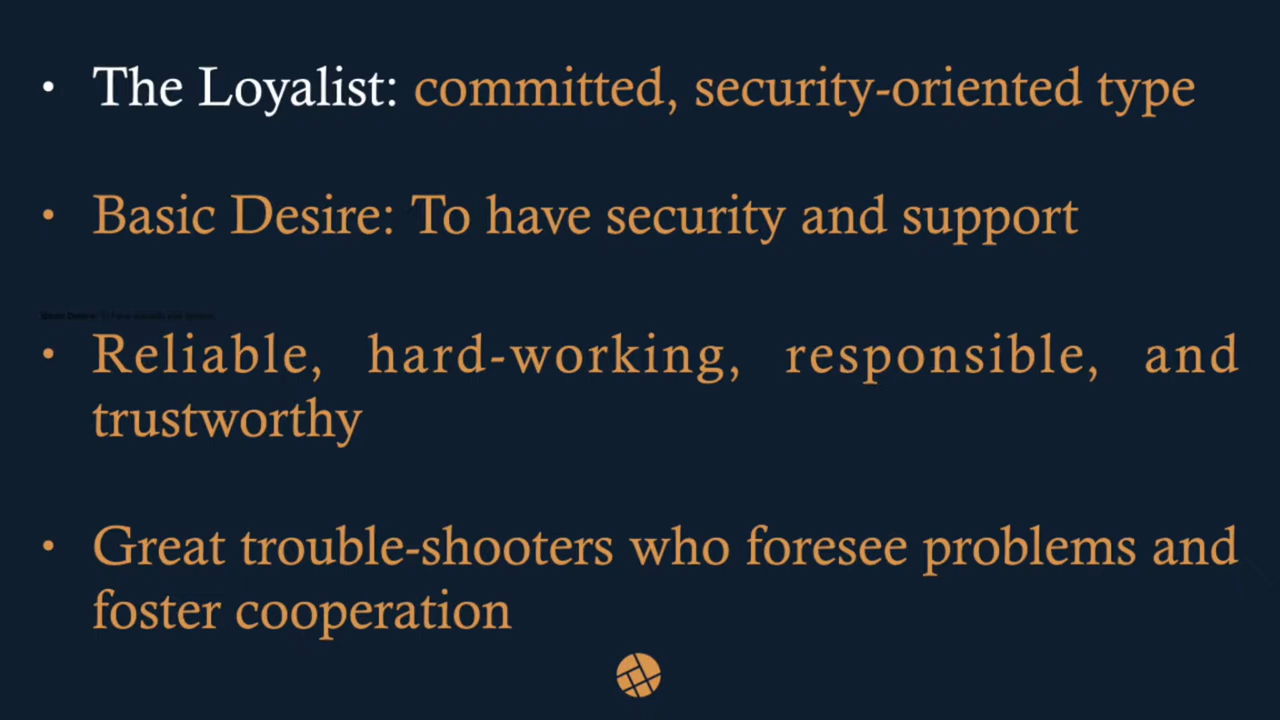 • The Loyalist: committed, security-oriented type
• Basic Desire: To have security and support
• Reliable, hard-working, responsible, and
trustworthy
• Great trouble-shooters who foresee problems and
foster cooperation